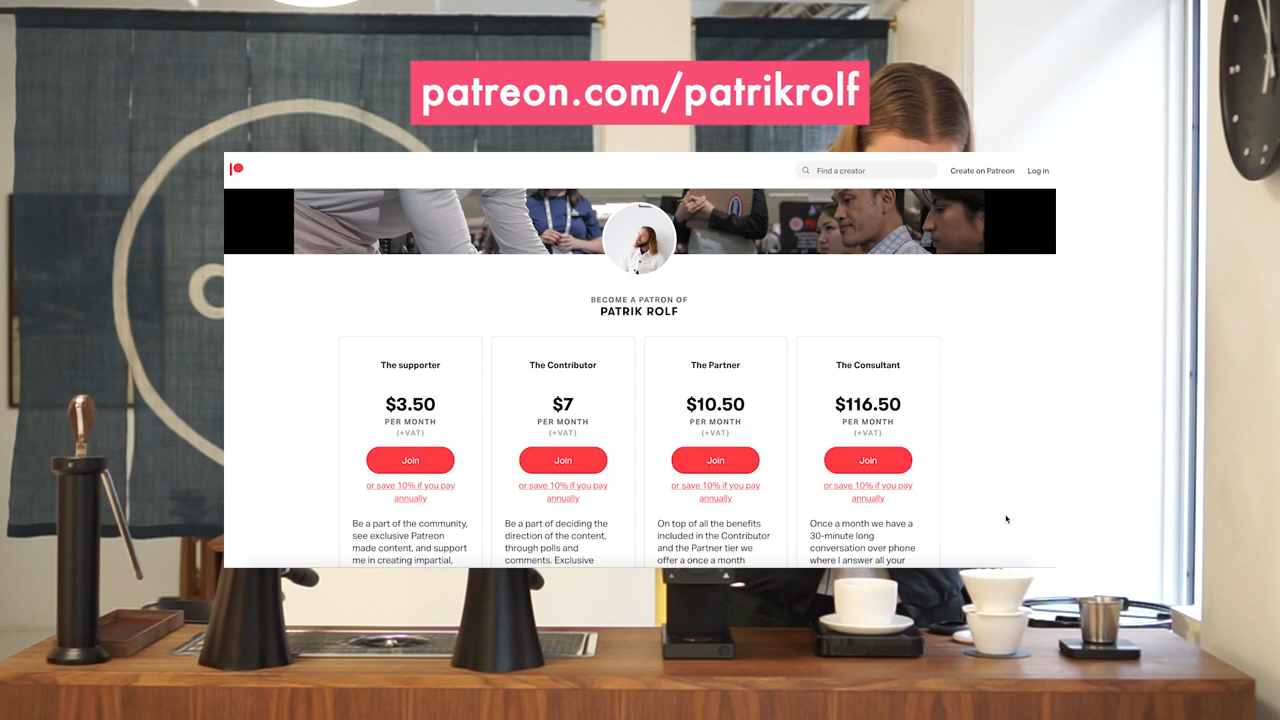 patreon.com/patrikrolf
Find a creator
Create on Patreon
Log in
BECOME A PATRON OF
PATRIK ROLF
The supporter
$3.50
PER MONTH
(+VAT)
Join
or save 10% if you pay
annually
Be a part of the community,
see exclusive Patreon
made content, and support
me in creating impartial,
The Contributor
$7
PER MONTH
(+VAT)
Join
or save 10% if you pay
annually
Be a part of deciding the
direction of the content,
through polls and
comments. Exclusive
The Partner
$10.50
PER MONTH
(+VAT)
Join
or save 10% if you pay
annually
On top of all the benefits
included in the Contributor
and the Partner tier we
offer a once a month
The Consultant
$116.50
PER MONTH
(+VAT)
Join
or save 10% if you pay
annually
Once a month we have a
30-minute long
conversation over phone
where I answer all your